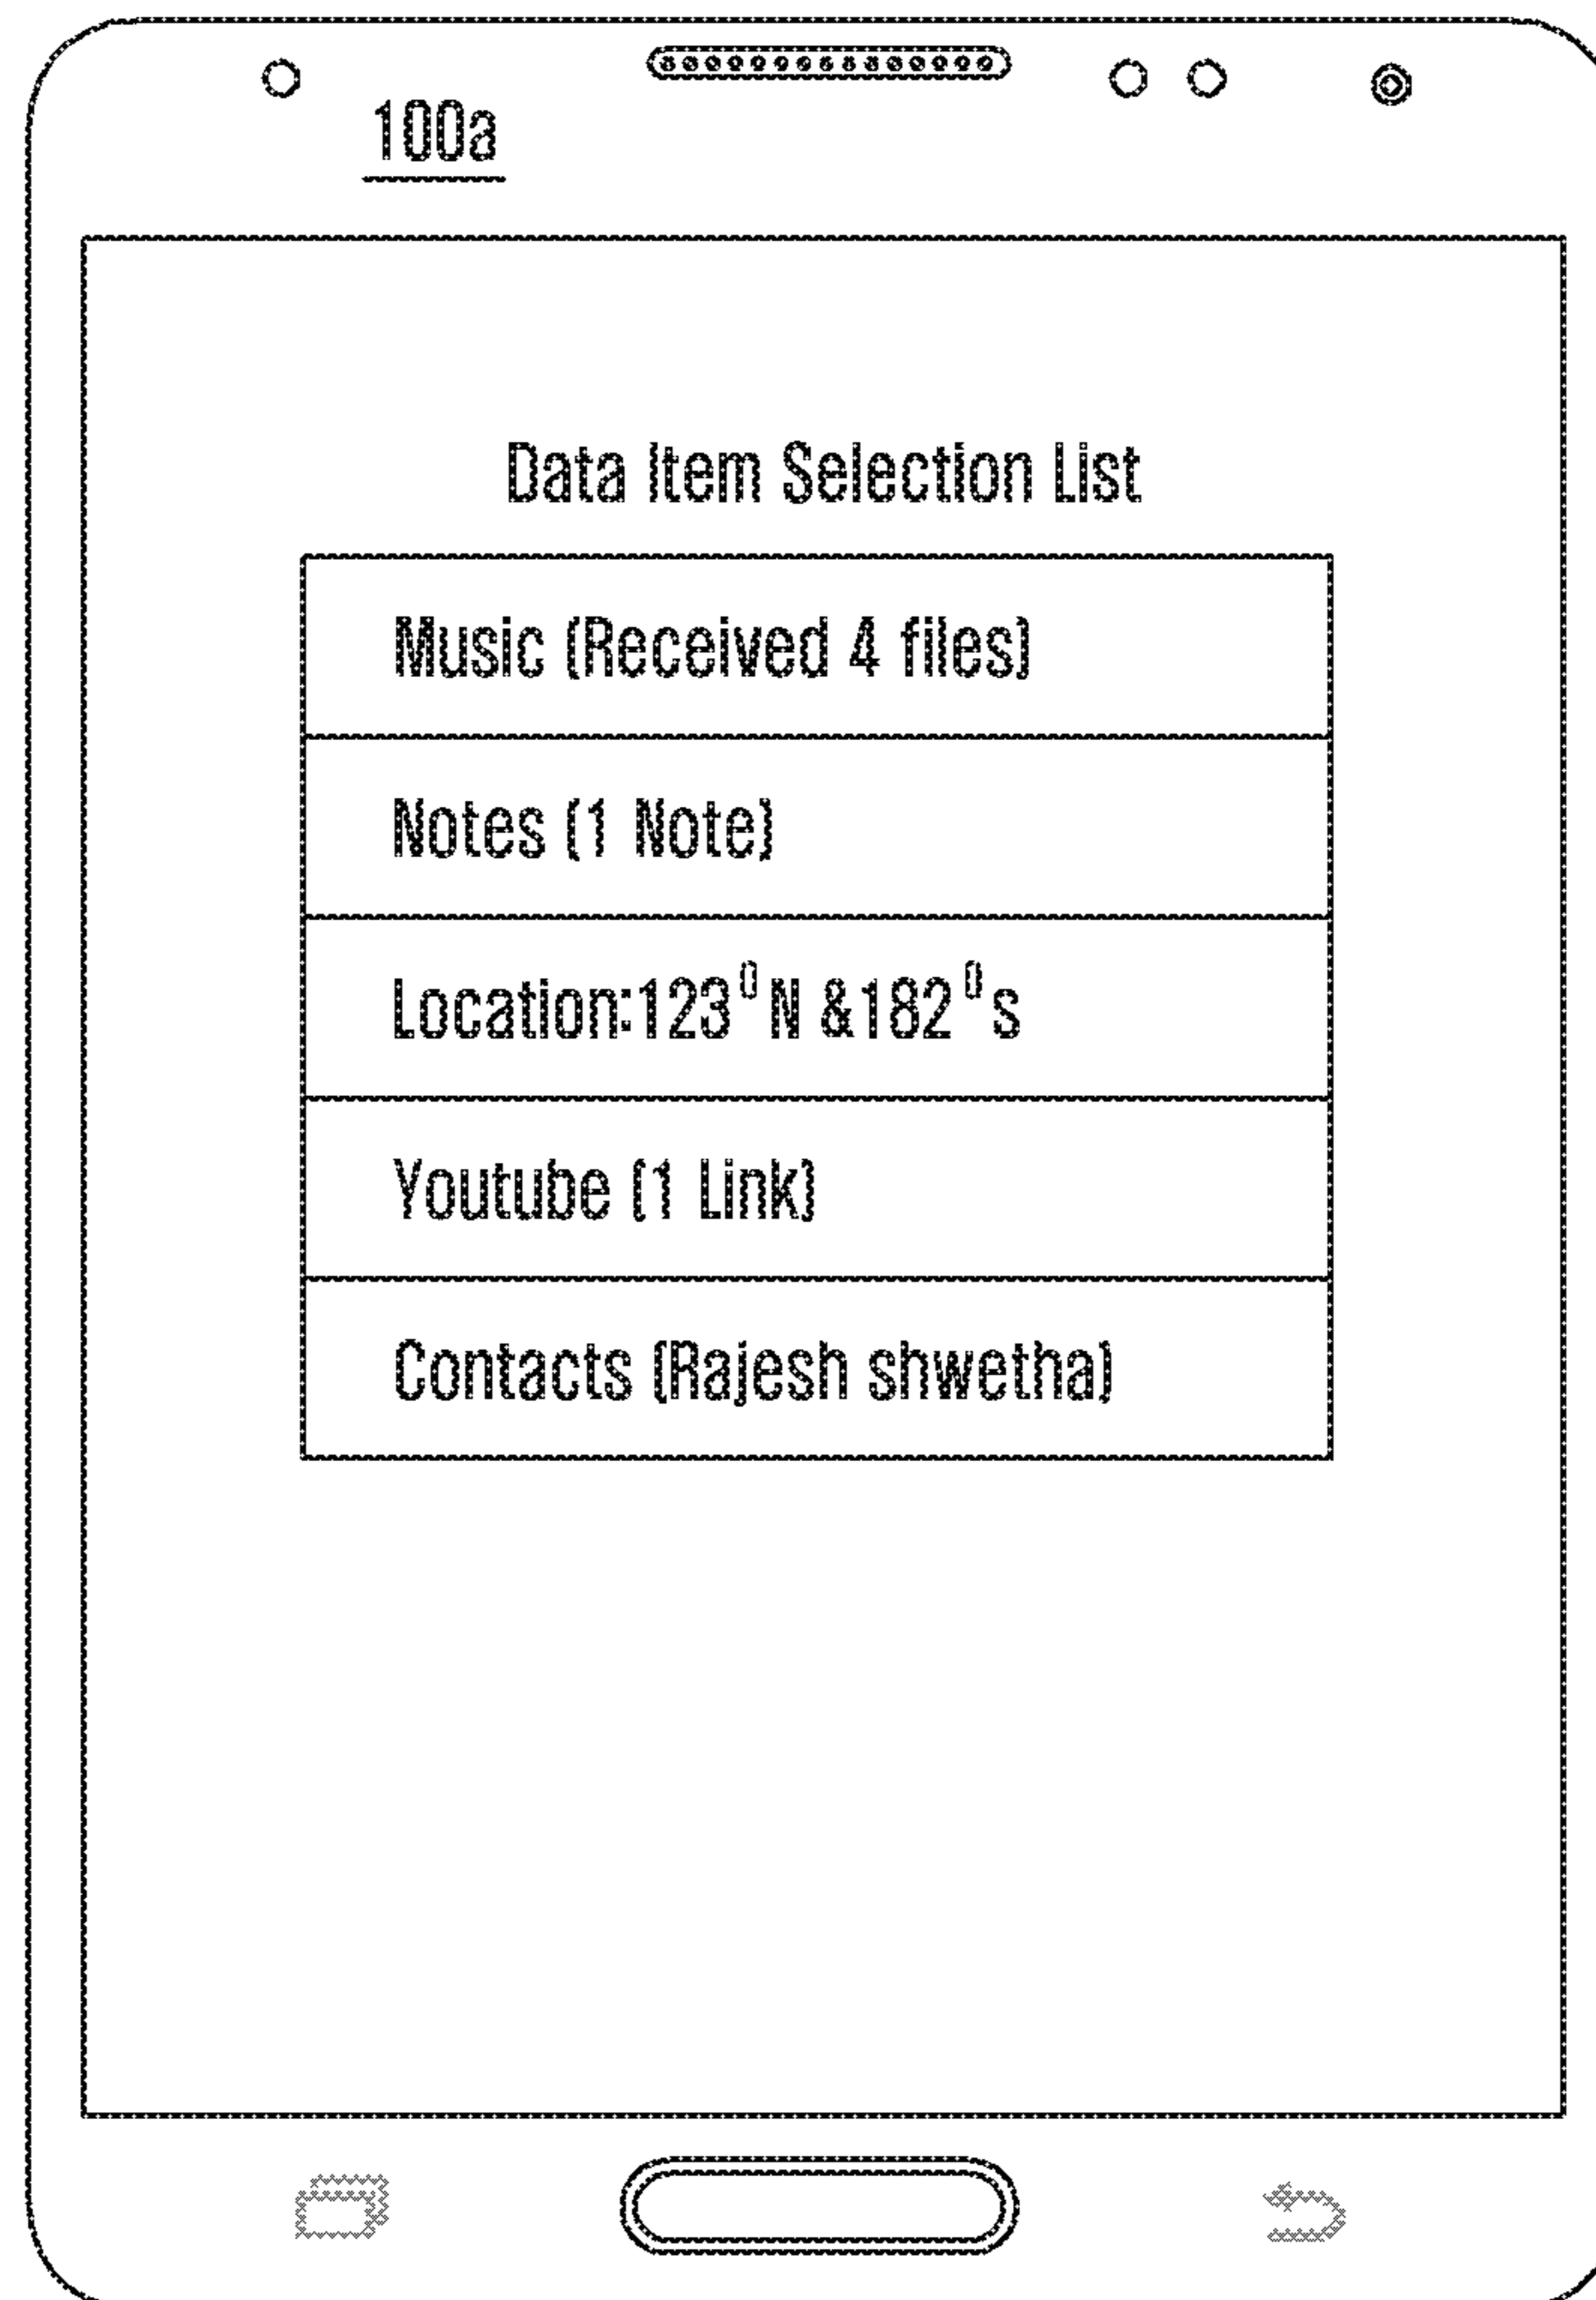 100a
Data Item Selection List
Music (Received 4 files)
Notes (1 Note)
Location:123⁰N &182⁰s
Youtube (1 Link)
Contacts (Rajesh shwetha)